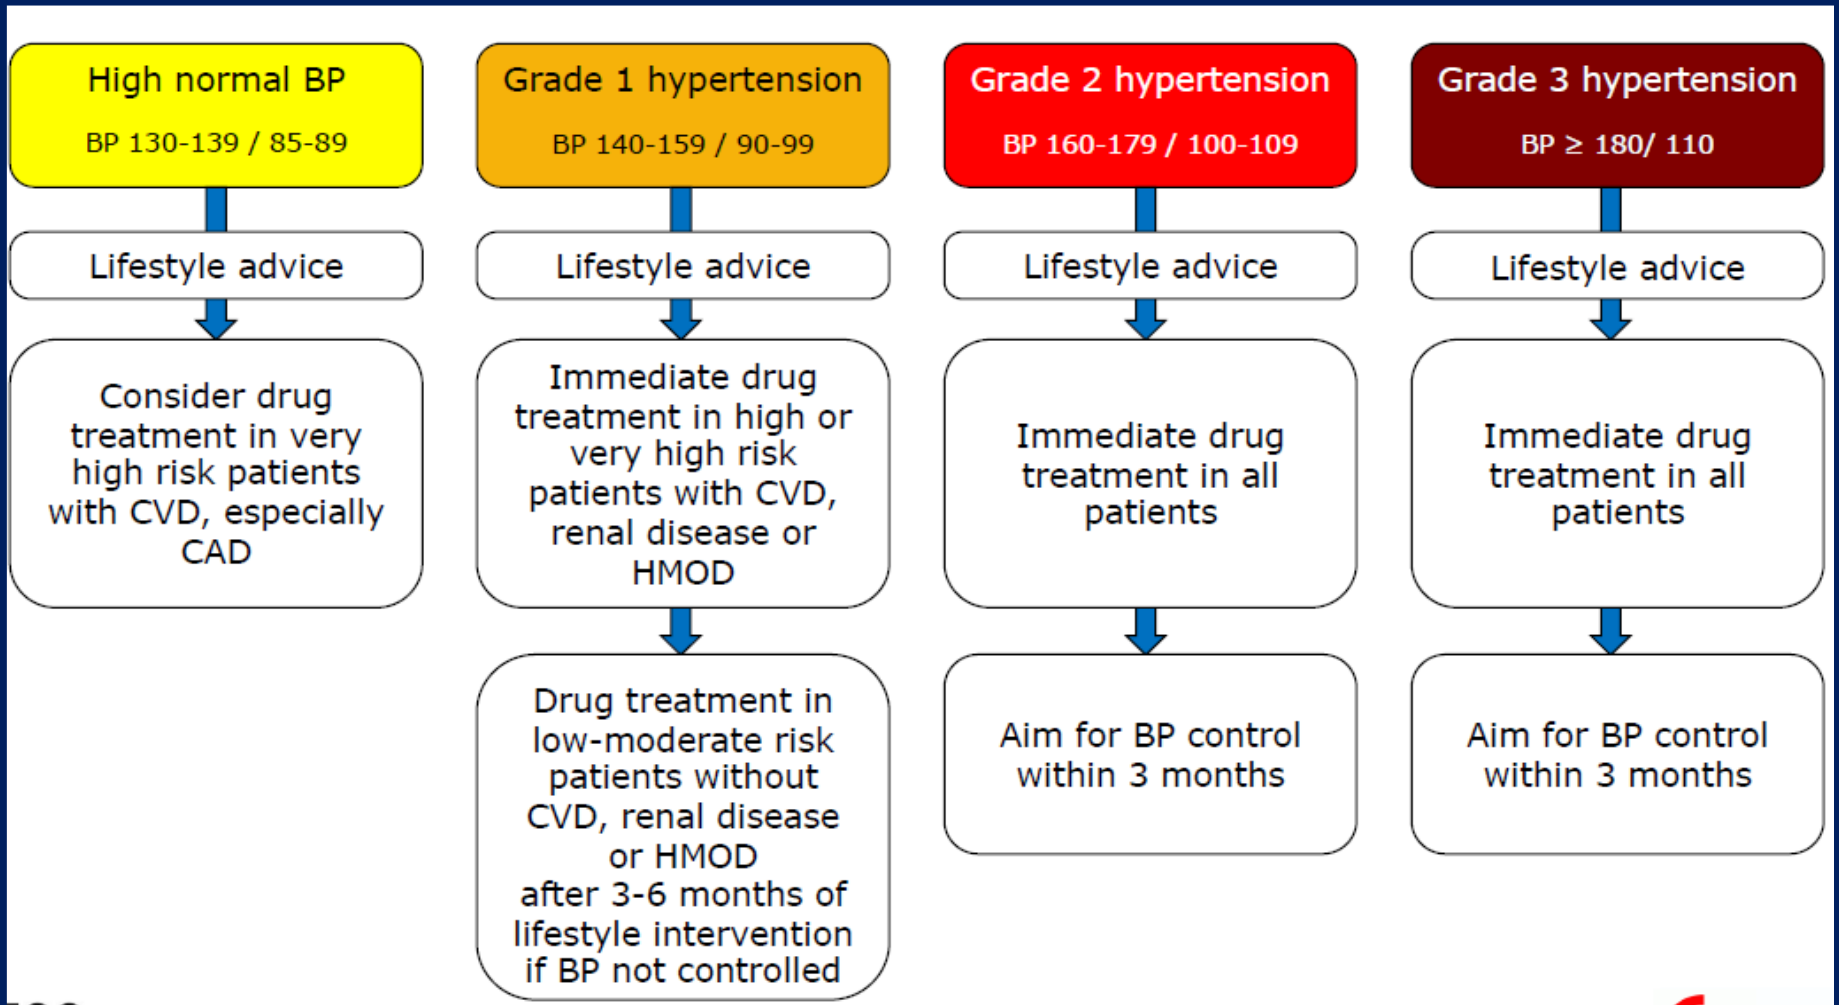 High normal BP
BP 130-139 / 85-89
Lifestyle advice
Consider drug
treatment in very
high risk patients
with CVD, especially
CAD
Grade 1 hypertension
BP 140-159 / 90-99
Lifestyle advice
Immediate drug
treatment in high or
very high risk
patients with CVD,
renal disease or
HMOD
Drug treatment in
low-moderate risk
patients without
CVD, renal disease
or HMOD
after 3-6 months of
lifestyle intervention
if BP not controlled
Grade 2 hypertension
BP 160-179 / 100-109
Lifestyle advice
Immediate drug
treatment in all
patients
Aim for BP control
within 3 months
Grade 3 hypertension
BP ≥ 180/ 110
Lifestyle advice
Immediate drug
treatment in all
patients
Aim for BP control
within 3 months